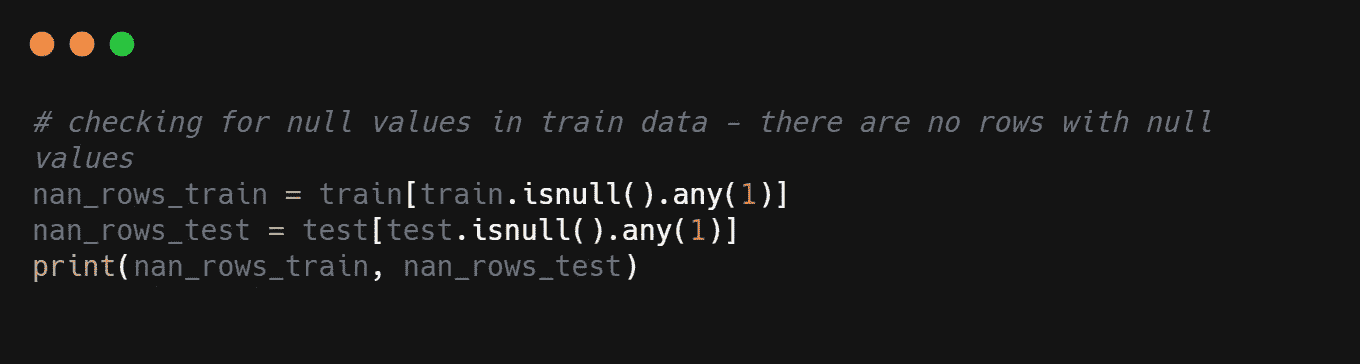 # checking for null values in train data - there are no rows with null
values
nan_rows_train = train[train.isnull().any(1)]
nan_rows_test = test[test.isnull().any(1)]
print(nan_rows_train, nan_rows_test)